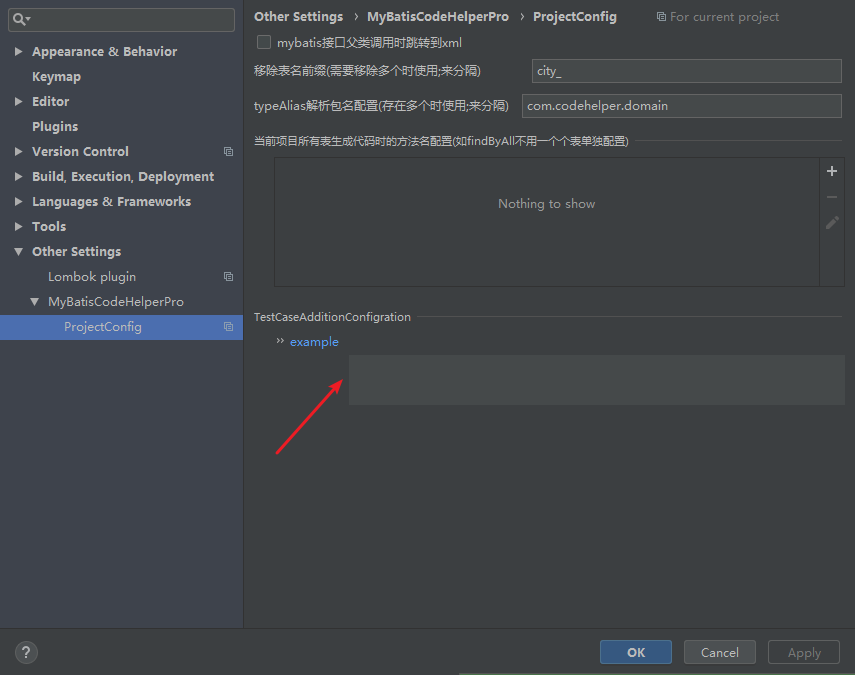 Appearance & Behavior
Keymap
Editor
Plugins
Version Control
Build, Execution, Deployment
Languages & Frameworks
Tools
Other Settings
Lombok plugin
MyBatisCodeHelperPro
ProjectConfig
Other Settings › MyBatisCodeHelperPro › ProjectConfig For current project
mybatis接口父类调用时跳转到xml
移除表名前缀(需要移除多个时使用;来分隔) city_
typeAlias解析包名配置(存在多个时使用;来分隔) com.codehelper.domain
当前项目所有表生成代码时的方法名配置(如findByAll不用一个个表单独配置)
Nothing to show
TestCaseAdditionConfigration
›› example
? OK Cancel Apply